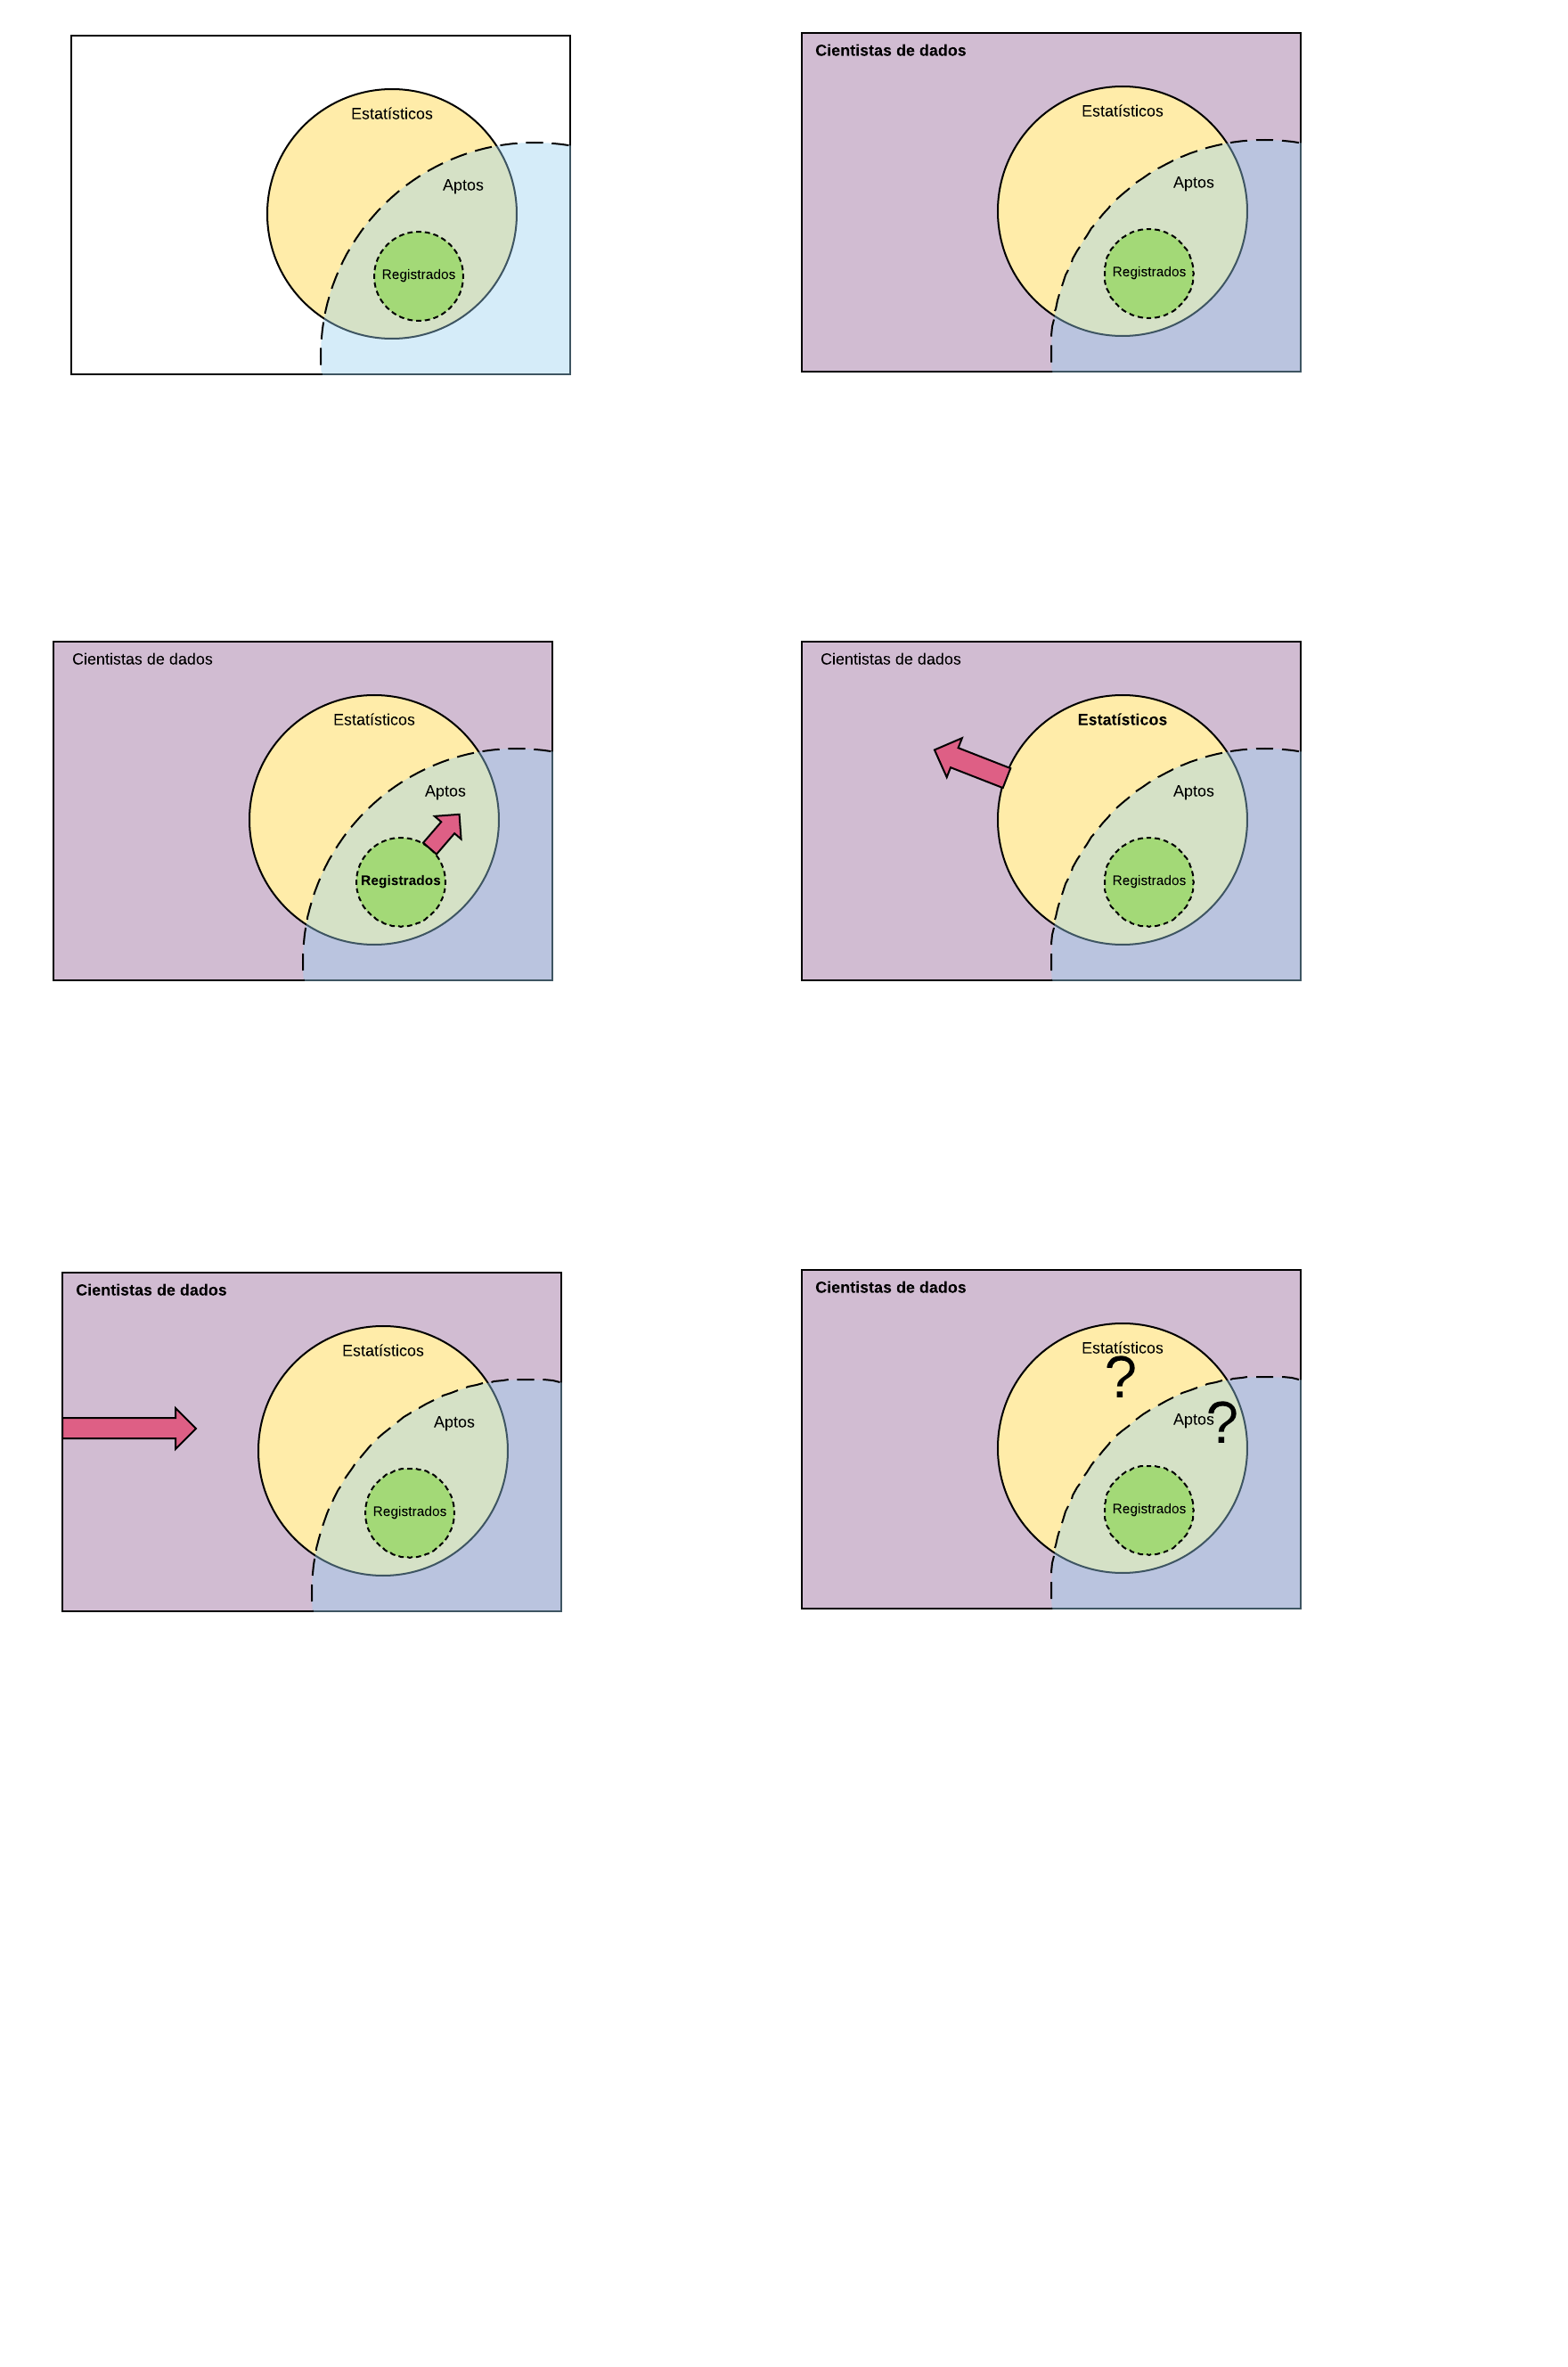 Estatísticos
Aptos
Registrados
Cientistas de dados
Estatísticos
Aptos
Registrados
Cientistas de dados
Estatísticos
Aptos
Registrados
Cientistas de dados
Estatísticos
Aptos
Registrados
Cientistas de dados
Estatísticos
Aptos
Registrados
Cientistas de dados
Estatísticos
?
Aptos ?
Registrados